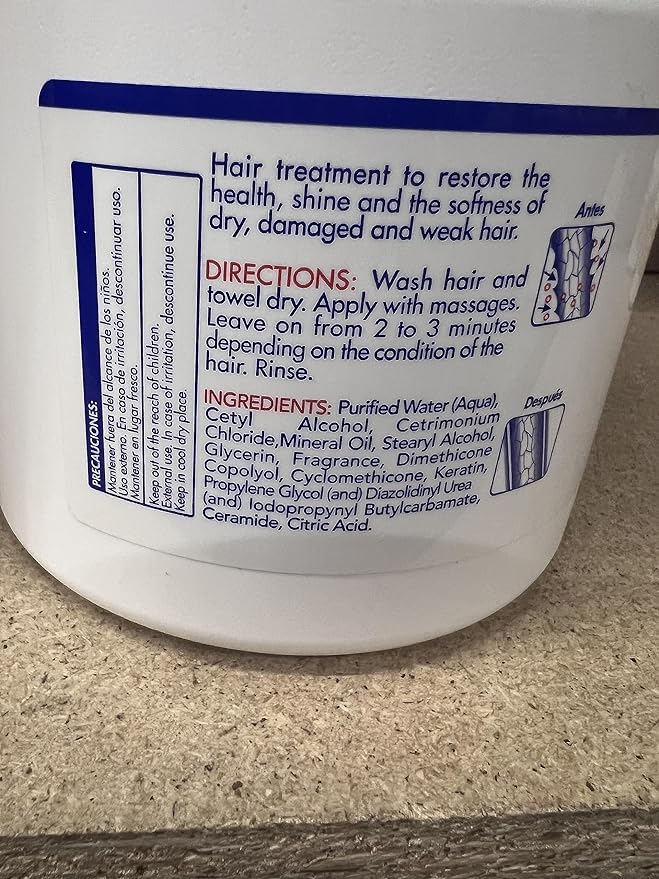 PRECAUCIONES:
Mantener fuera del alcance de los niños.
Uso externo. En caso de irritación, descontinuar uso.
Mantener en lugar fresco.
Keep out of the reach of children.
External use. In case of irritation, descontinue use.
Keep in cool dry place.
Hair treatment to restore the
health, shine and the softness of
dry, damaged and weak hair.
DIRECTIONS: Wash hair and
towel dry. Apply with massages.
Leave on from 2 to 3 minutes
depending on the condition of the
hair. Rinse.
INGREDIENTS: Purified Water (Aqua),
Cetyl Alcohol, Cetrimonium
Chloride,Mineral Oil, Stearyl Alcohol,
Glycerin, Fragrance, Dimethicone
Copolyol, Cyclomethicone, Keratin,
Propylene Glycol (and) Diazolidinyl Urea
(and) Iodopropynyl Butylcarbamate,
Ceramide, Citric Acid.
Antes
Después